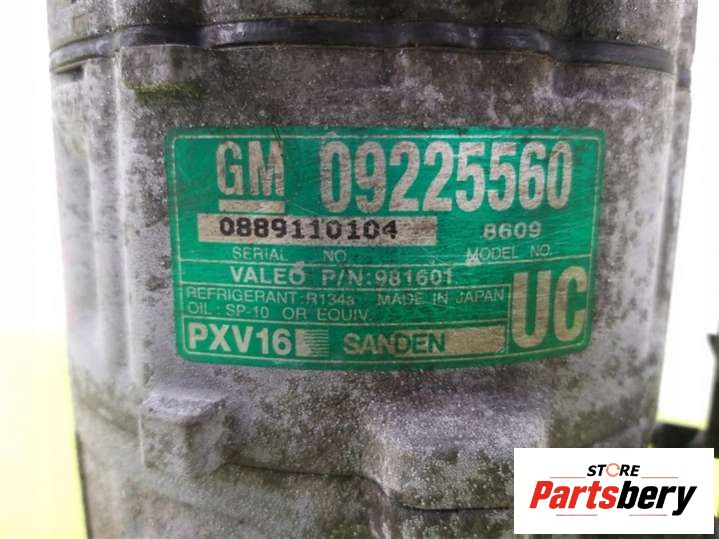 GM 09225560
0889110104 8609
SERIAL NO. MODEL NO.
VALEO P/N:981601
REFRIGERANT:R134a MADE IN JAPAN
OIL:SP-10 OR EQUIV.
UC
PXV16 SANDEN
STORE
Partsbery